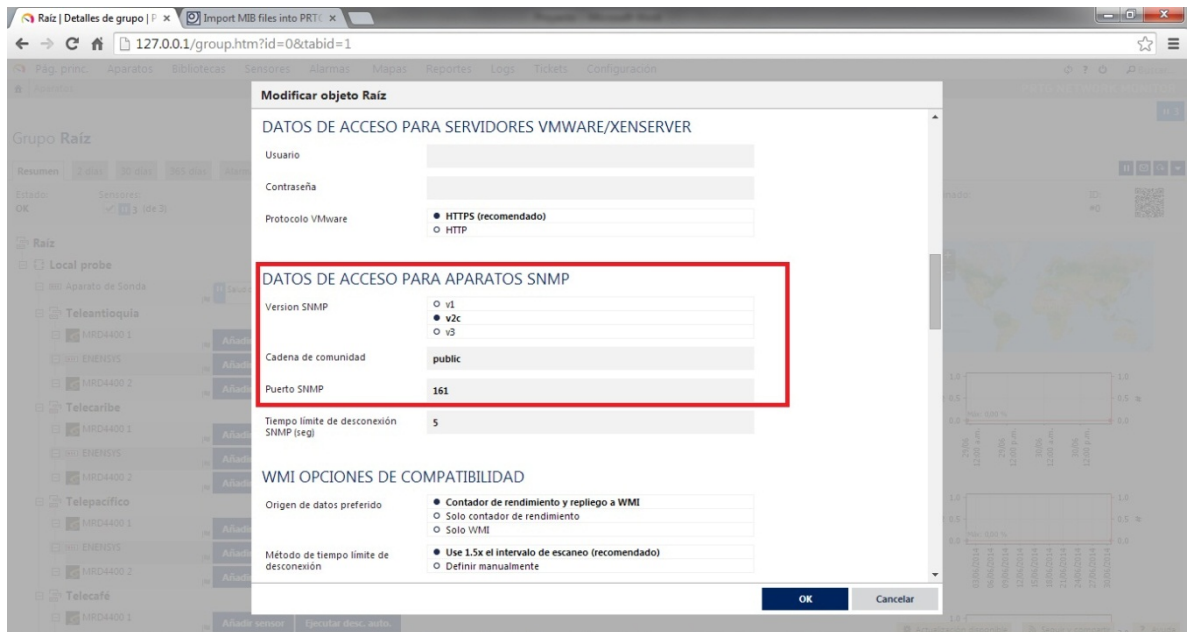 Raíz | Detalles de grupo | P
Import MIB files into PRTG
127.0.0.1/group.htm?id=0&tabid=1
Pág. princ. Aparatos Bibliotecas Sensores Alarmas Mapas Reportes Logs Tickets Configuración
Grupo Raíz
Resumen 2 días 30 días 365 días
Estado: Sensores:
OK 3 (de 3)
Raíz
Local probe
Aparato de Sonda
Teleantioquía
MRD4400 1
ENENSYS
MRD4400 2
Telecaribe
MRD4400 1
ENENSYS
MRD4400 2
Telepacífico
MRD4400 1
ENENSYS
MRD4400 2
Telecafé
MRD4400 1 Añadir sensor Ejecutar desc. auto.
Modificar objeto Raíz
DATOS DE ACCESO PARA SERVIDORES VMWARE/XENSERVER
Usuario
Contraseña
Protocolo VMware
HTTPS (recomendado)
HTTP
DATOS DE ACCESO PARA APARATOS SNMP
Version SNMP
v1
v2c
v3
Cadena de comunidad public
Puerto SNMP 161
Tiempo límite de desconexión
SNMP (seg)
5
WMI OPCIONES DE COMPATIBILIDAD
Origen de datos preferido
Contador de rendimiento y repliego a WMI
Solo contador de rendimiento
Solo WMI
Método de tiempo límite de
desconexión
Use 1.5x el intervalo de escaneo (recomendado)
Definir manualmente
OK Cancelar